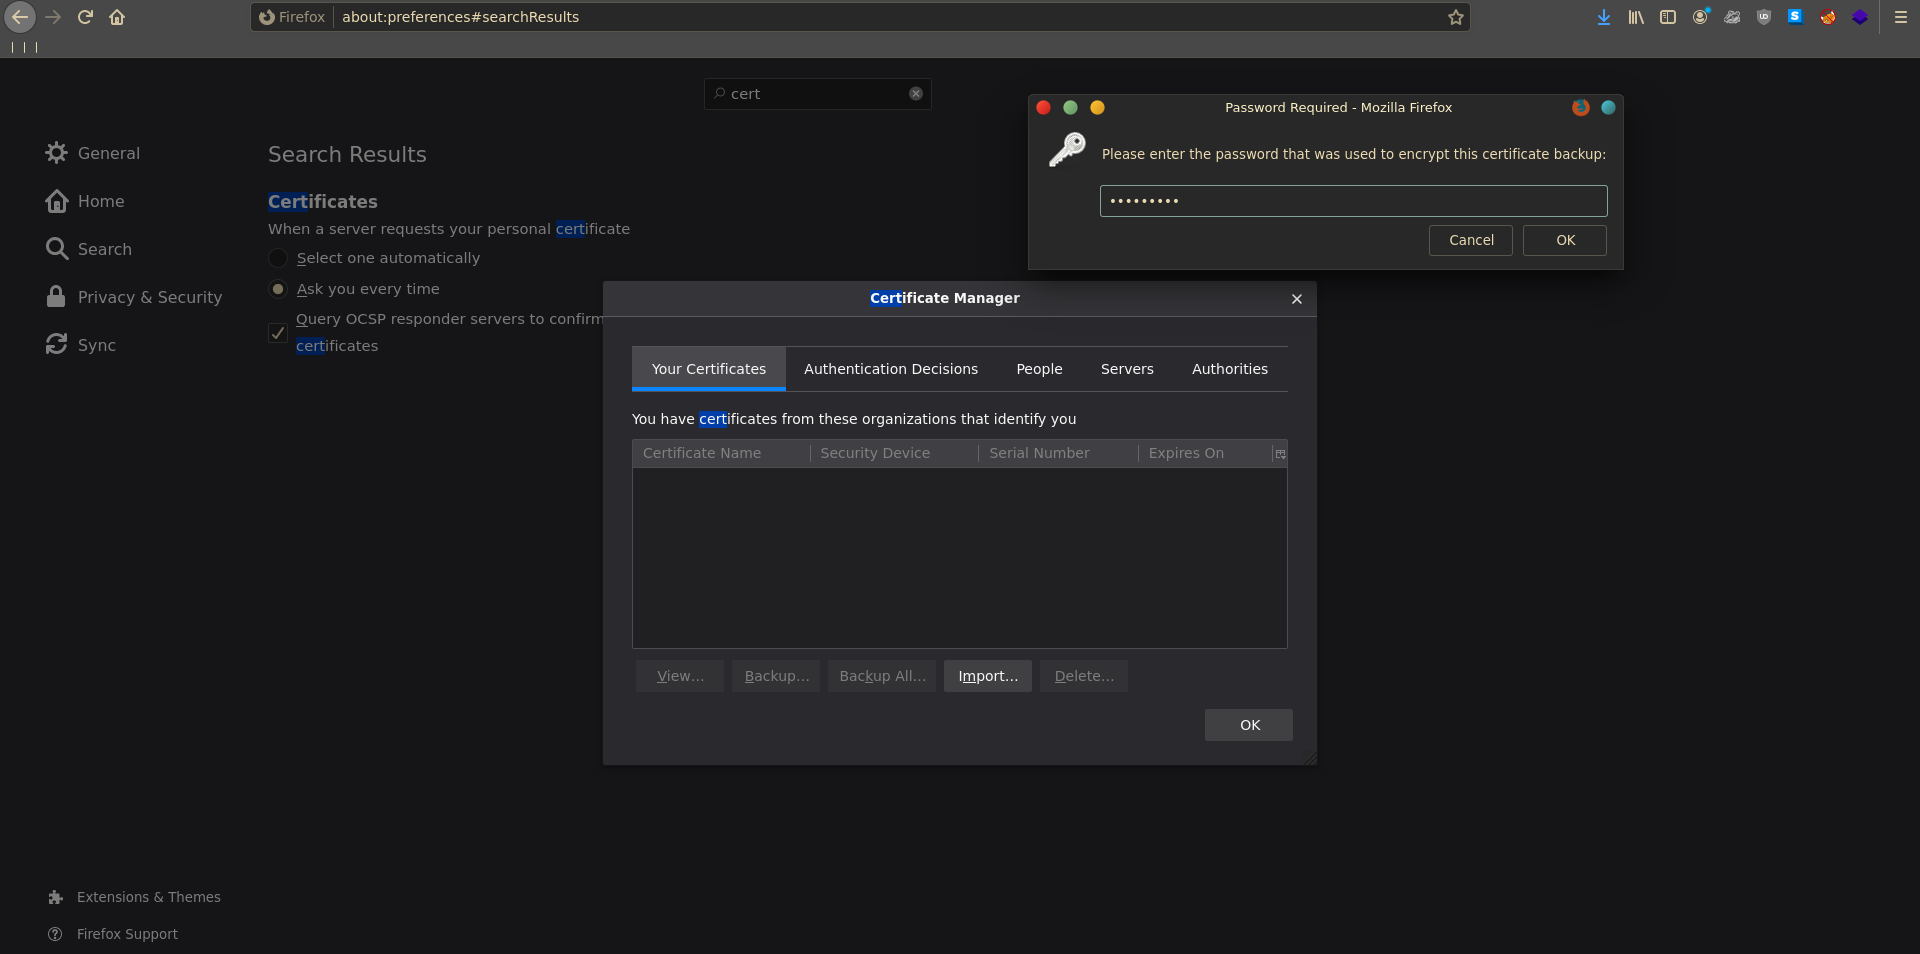 Firefox about:preferences#searchResults
cert
Password Required - Mozilla Firefox
Please enter the password that was used to encrypt this certificate backup:
•••••••••
Cancel OK
General
Home
Search
Privacy & Security
Sync
Search Results
Certificates
When a server requests your personal certificate
Select one automatically
Ask you every time
Query OCSP responder servers to confirm
certificates
Certificate Manager
Your Certificates Authentication Decisions People Servers Authorities
You have certificates from these organizations that identify you
Certificate Name Security Device Serial Number Expires On
View… Backup… Backup All… Import… Delete…
OK
Extensions & Themes
Firefox Support